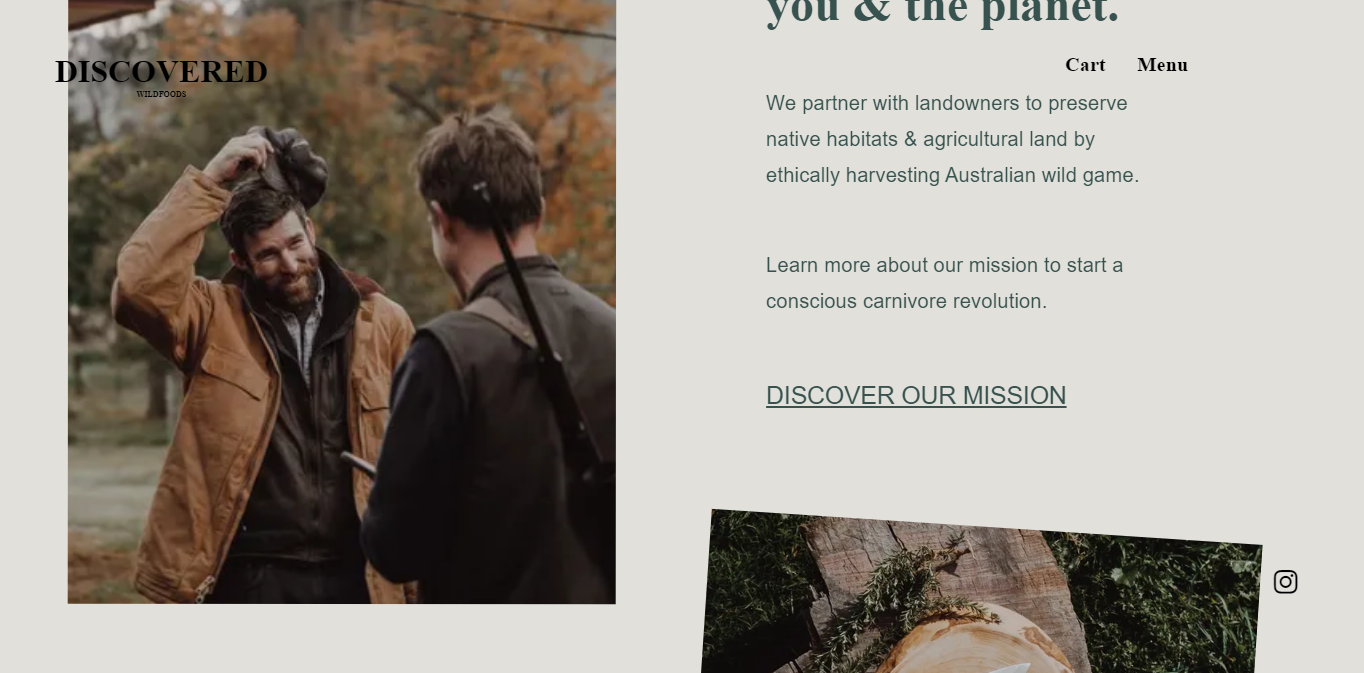 you & the planet.
DISCOVERED
WILDFOODS
Cart Menu
We partner with landowners to preserve
native habitats & agricultural land by
ethically harvesting Australian wild game.
Learn more about our mission to start a
conscious carnivore revolution.
DISCOVER OUR MISSION